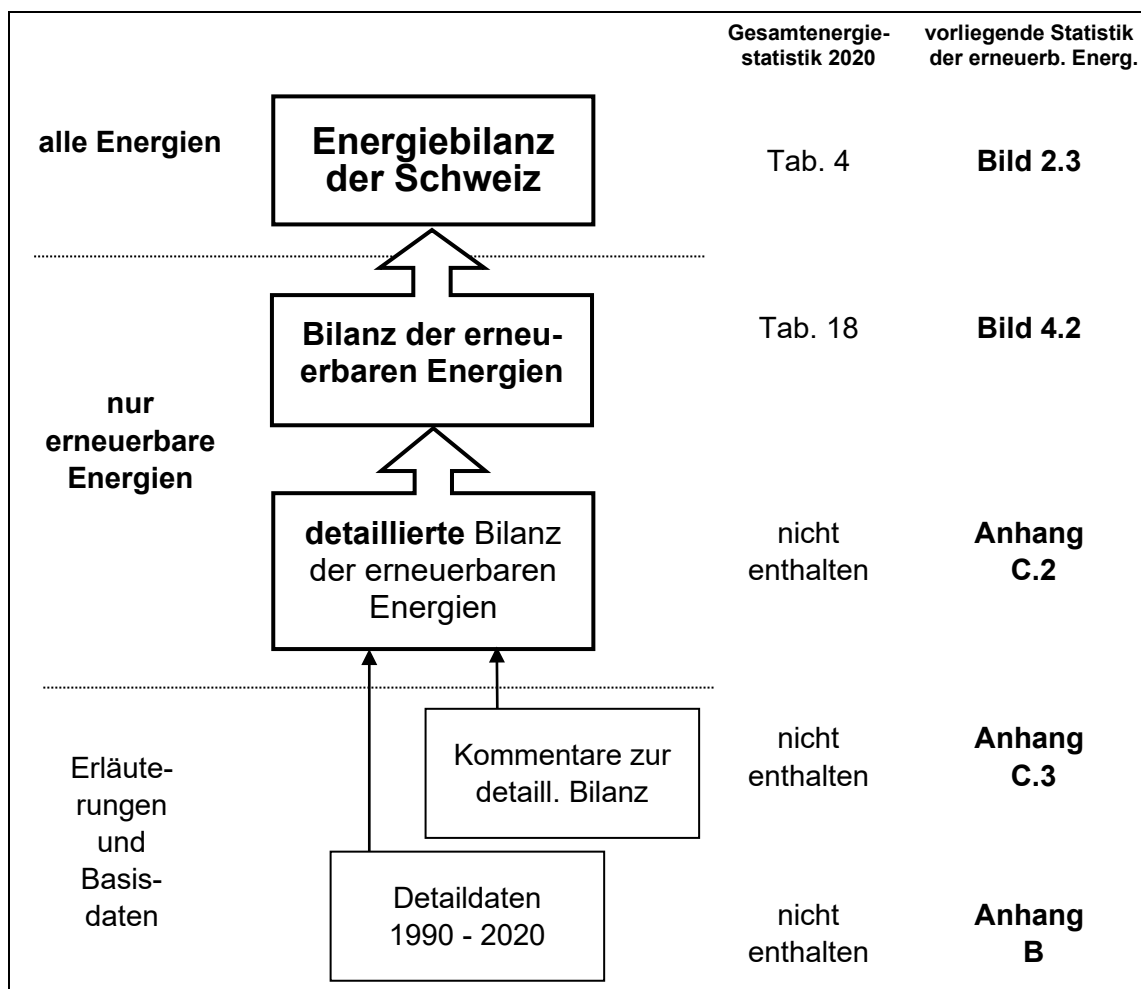 Gesamtenergie-
statistik 2020
vorliegende Statistik
der erneuerb. Energ.
alle Energien
Energiebilanz
der Schweiz
Tab. 4
Bild 2.3
nur
erneuerbare
Energien
Bilanz der erneu-
erbaren Energien
Tab. 18
Bild 4.2
detaillierte Bilanz
der erneuerbaren
Energien
nicht
enthalten
Anhang
C.2
Erläute-
rungen
und
Basis-
daten
Kommentare zur
detaill. Bilanz
nicht
enthalten
Anhang
C.3
Detaildaten
1990 - 2020
nicht
enthalten
Anhang
B